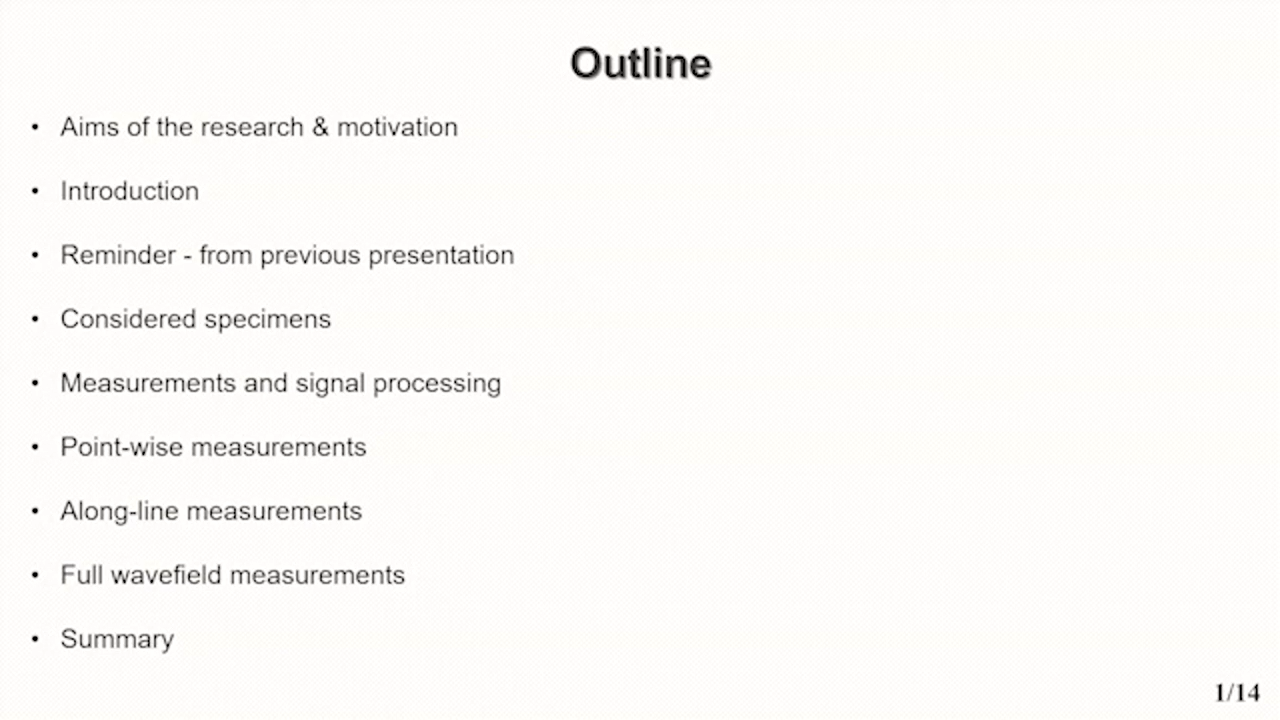 Outline
• Aims of the research & motivation
• Introduction
• Reminder - from previous presentation
• Considered specimens
• Measurements and signal processing
• Point-wise measurements
• Along-line measurements
• Full wavefield measurements
• Summary
1/14